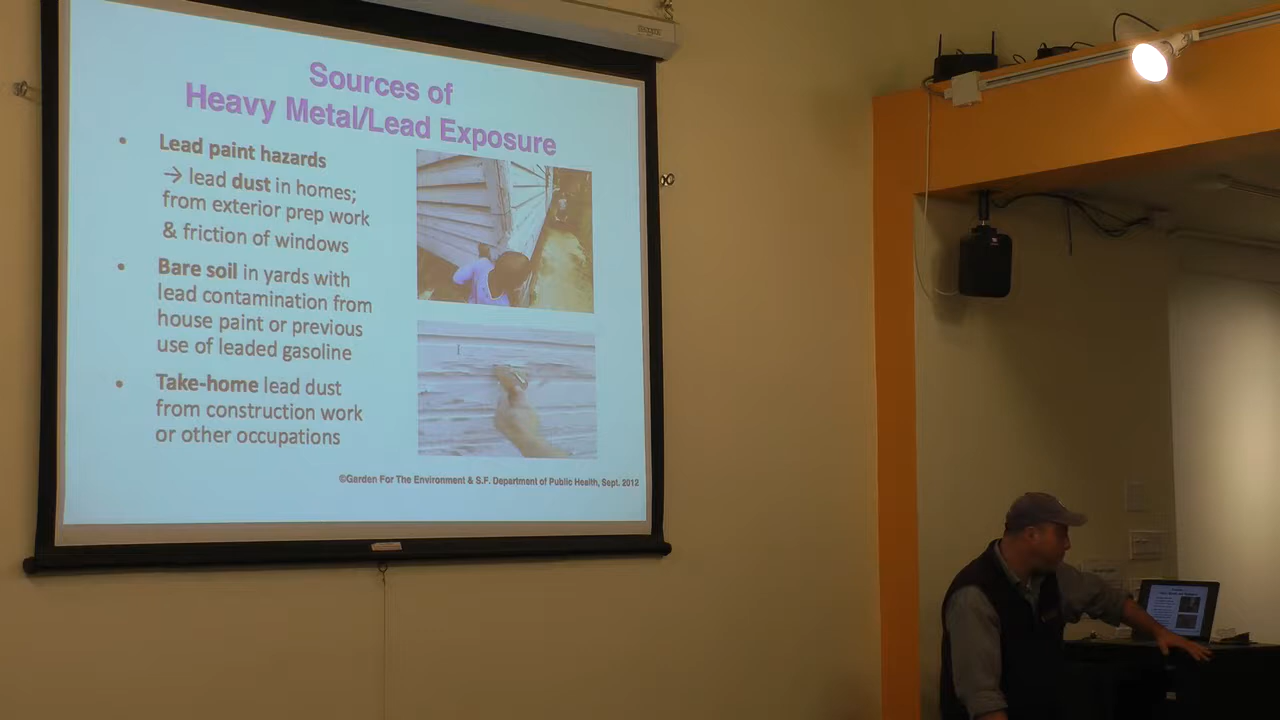 Sources of
Heavy Metal/Lead Exposure
• Lead paint hazards
→ lead dust in homes;
from exterior prep work
& friction of windows
• Bare soil in yards with
lead contamination from
house paint or previous
use of leaded gasoline
• Take-home lead dust
from construction work
or other occupations
©Garden For The Environment & S.F. Department of Public Health, Sept. 2012